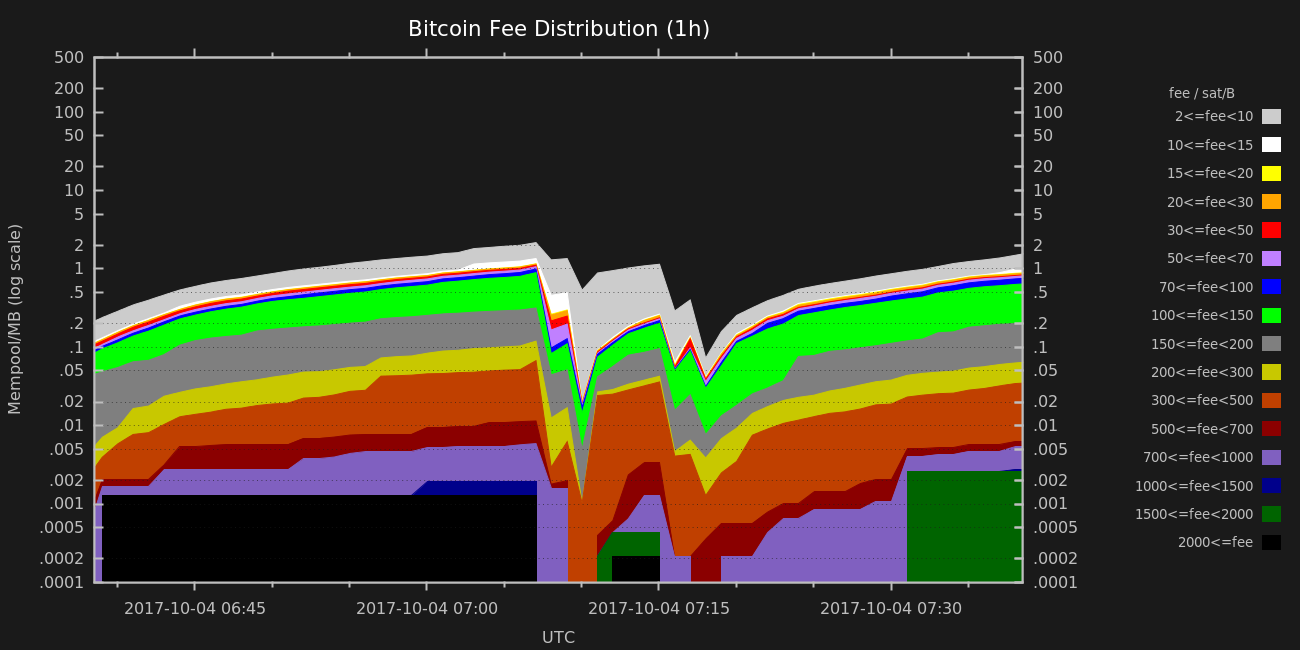 Bitcoin Fee Distribution (1h)
500
200
100
50
20
10
5
2
1
.5
.2
.1
.05
.02
.01
.005
.002
.001
.0005
.0002
.0001
Mempool/MB (log scale)
500
200
100
50
20
10
5
2
1
.5
.2
.1
.05
.02
.01
.005
.002
.001
.0005
.0002
.0001
2017-10-04 06:45 2017-10-04 07:00 2017-10-04 07:15 2017-10-04 07:30
UTC
fee / sat/B
2<=fee<10
10<=fee<15
15<=fee<20
20<=fee<30
30<=fee<50
50<=fee<70
70<=fee<100
100<=fee<150
150<=fee<200
200<=fee<300
300<=fee<500
500<=fee<700
700<=fee<1000
1000<=fee<1500
1500<=fee<2000
2000<=fee